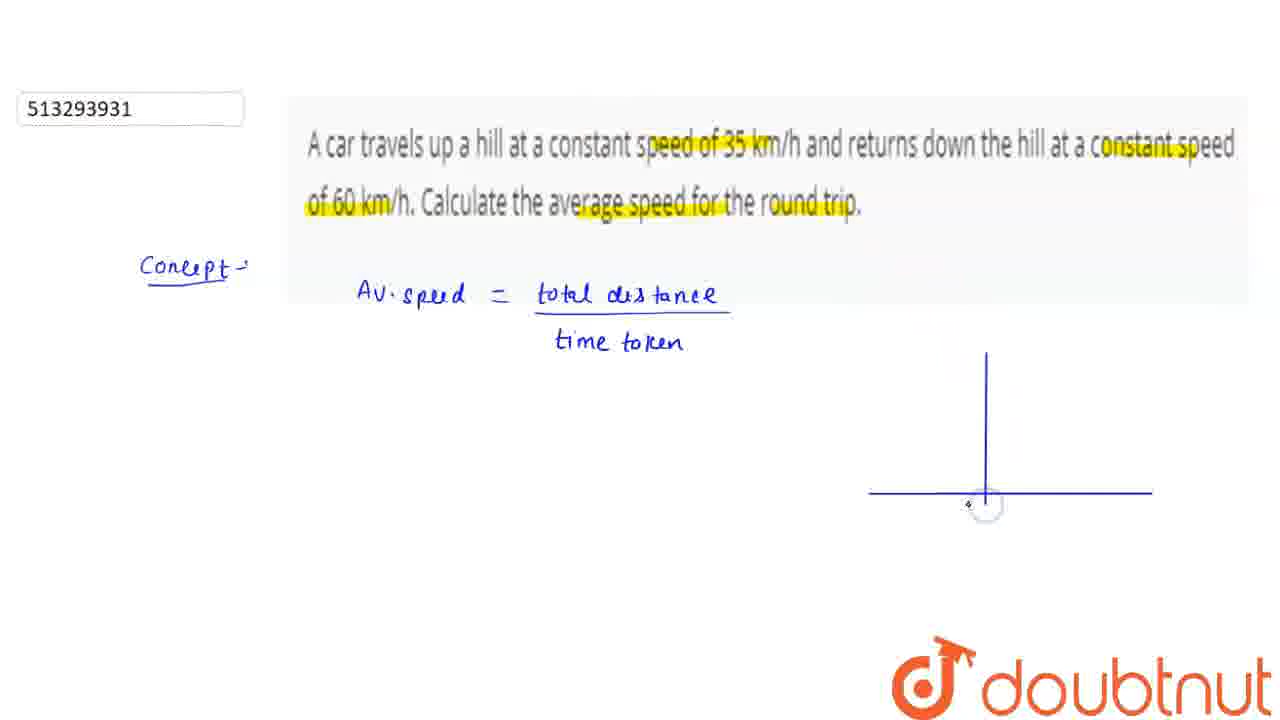 513293931
A car travels up a hill at a constant speed of 35 km/h and returns down the hill at a constant speed
of 60 km/h. Calculate the average speed for the round trip.
Concept :
Av. speed = total distance
time token
doubtnut